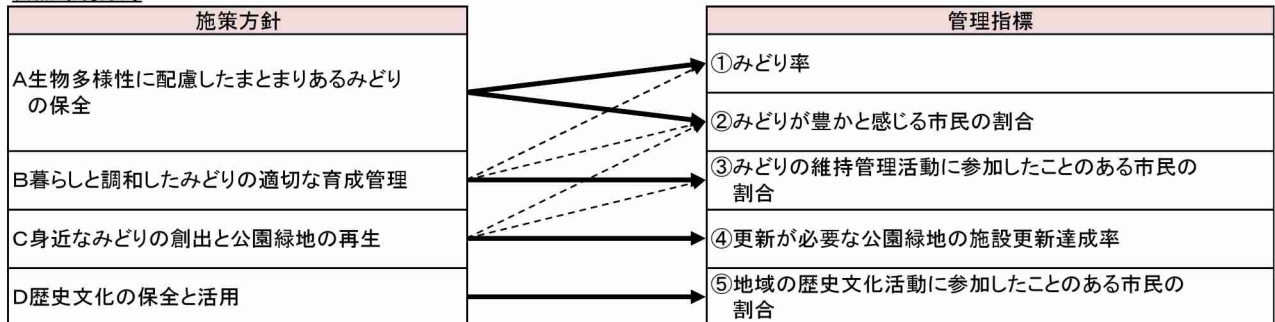 施策方針
管理指標
A生物多様性に配慮したまとまりあるみどり
の保全
B暮らしと調和したみどりの適切な育成管理
C身近なみどりの創出と公園緑地の再生
D歴史文化の保全と活用
①みどり率
②みどりが豊かと感じる市民の割合
③みどりの維持管理活動に参加したことのある市民の
割合
④更新が必要な公園緑地の施設更新達成率
⑤地域の歴史文化活動に参加したことのある市民の
割合